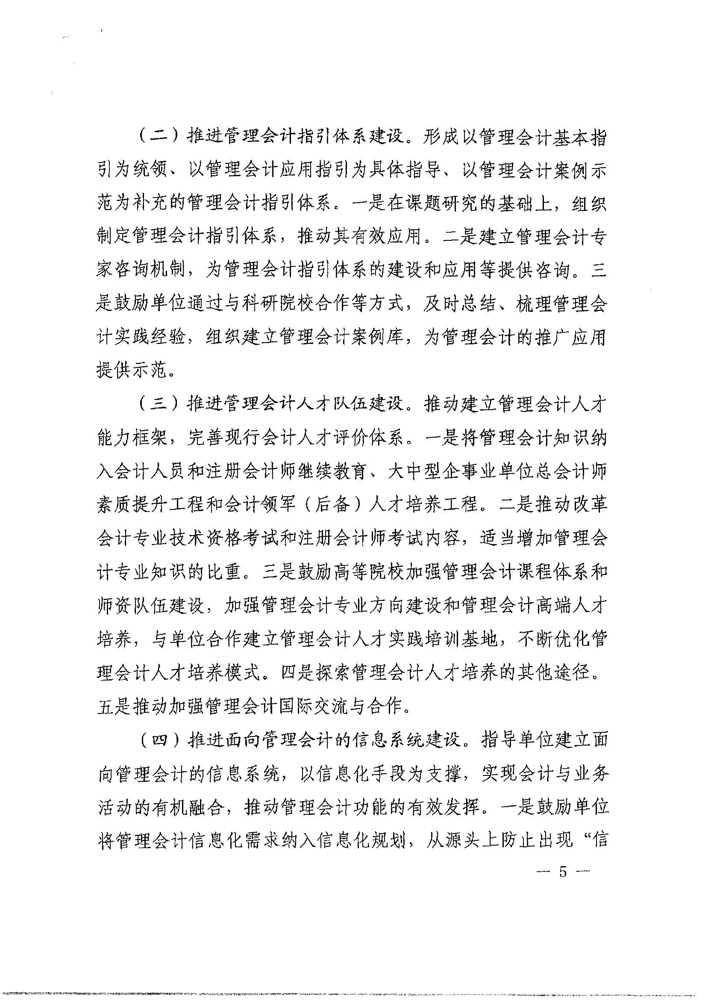 （二）推进管理会计指引体系建设。形成以管理会计基本指
引为统领、以管理会计应用指引为具体指导、以管理会计案例示
范为补充的管理会计指引体系。一是在课题研究的基础上，组织
制定管理会计指引体系，推动其有效应用。二是建立管理会计专
家咨询机制，为管理会计指引体系的建设和应用等提供咨询。三
是鼓励单位通过与科研院校合作等方式，及时总结、梳理管理会
计实践经验，组织建立管理会计案例库，为管理会计的推广应用
提供示范。
（三）推进管理会计人才队伍建设。推动建立管理会计人才
能力框架，完善现行会计人才评价体系。一是将管理会计知识纳
入会计人员和注册会计师继续教育、大中型企事业单位总会计师
素质提升工程和会计领军（后备）人才培养工程。二是推动改革
会计专业技术资格考试和注册会计师考试内容，适当增加管理会
计专业知识的比重。三是鼓励高等院校加强管理会计课程体系和
师资队伍建设，加强管理会计专业方向建设和管理会计高端人才
培养，与单位合作建立管理会计人才实践培训基地，不断优化管
理会计人才培养模式。四是探索管理会计人才培养的其他途径。
五是推动加强管理会计国际交流与合作。
（四）推进面向管理会计的信息系统建设。指导单位建立面
向管理会计的信息系统，以信息化手段为支撑，实现会计与业务
活动的有机融合，推动管理会计功能的有效发挥。一是鼓励单位
将管理会计信息化需求纳入信息化规划，从源头上防止出现“信
— 5 —